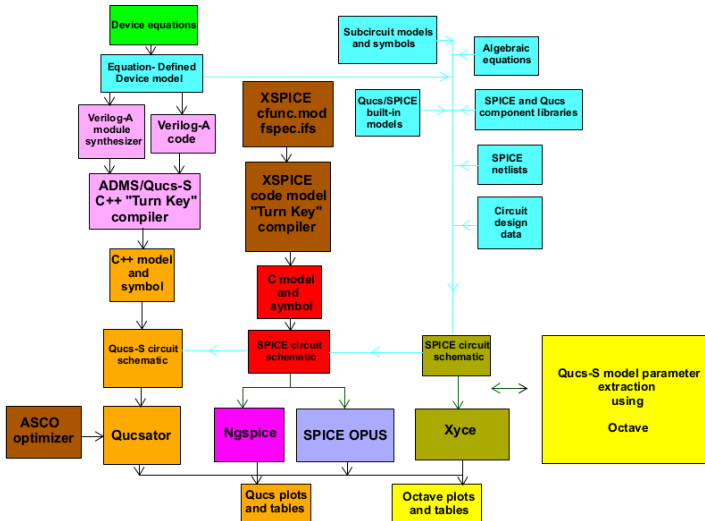 Device equations
Equation- Defined
Device model
Subcircuit models
and symbols
Algebraic
equations
XSPICE
cfunc.mod
fspec.ifs
Qucs/SPICE
built-in
models
SPICE and Qucs
component libraries
Verilog-A
module
synthesizer
Verilog-A
code
SPICE
netlists
ADMS/Qucs-S
C++ "Turn Key"
compiler
XSPICE
code model
"Turn Key"
compiler
Circuit
design
data
C++ model
and
symbol
C model
and
symbol
Qucs-S circuit
schematic
SPICE circuit
schematic
SPICE circuit
schematic
Qucs-S model parameter
extraction
using
Octave
ASCO
optimizer
Qucsator
Ngspice
SPICE OPUS
Xyce
Qucs plots
and tables
Octave plots
and tables